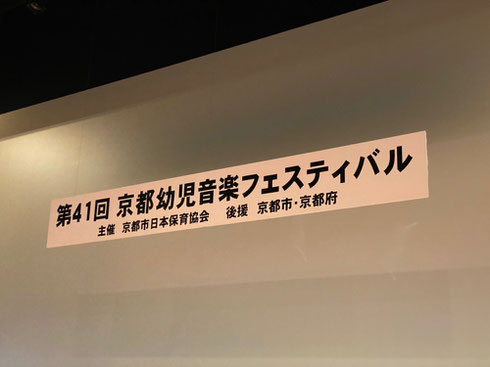 第41回 京都幼児音楽フェスティバル
主催 京都市日本保育協会 後援 京都市・京都府